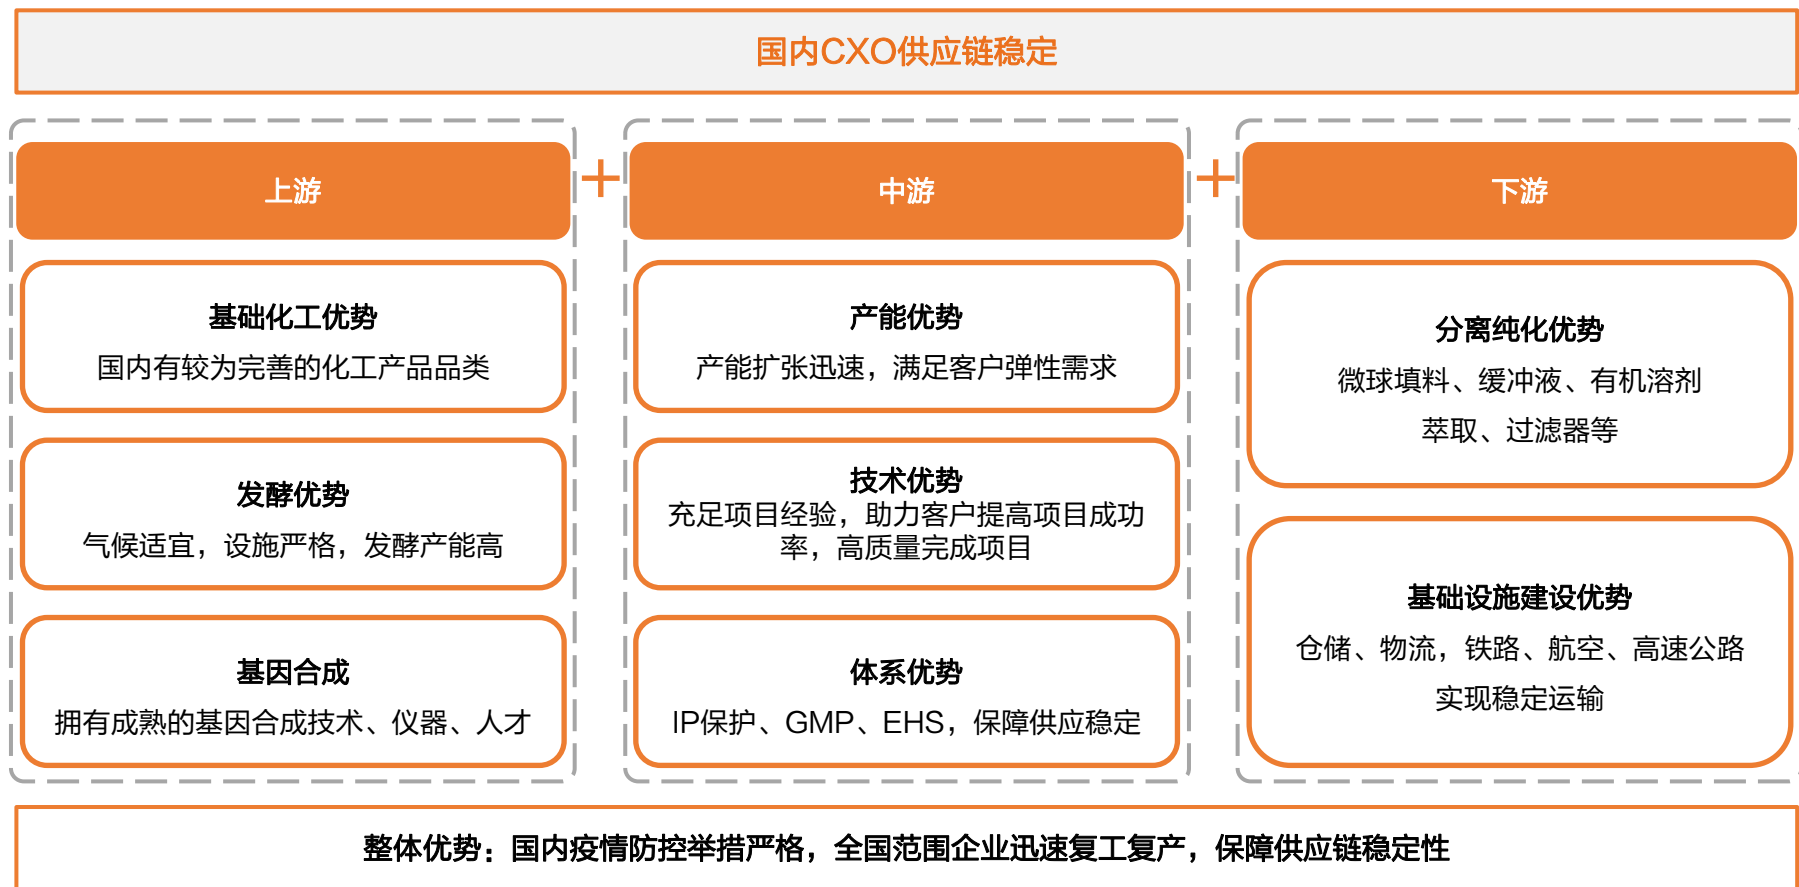 国内CXO供应链稳定
上游
基础化工优势
国内有较为完善的化工产品品类
发酵优势
气候适宜，设施严格，发酵产能高
基因合成
拥有成熟的基因合成技术、仪器、人才
+
中游
产能优势
产能扩张迅速，满足客户弹性需求
技术优势
充足项目经验，助力客户提高项目成功
率，高质量完成项目
体系优势
IP保护、GMP、EHS，保障供应稳定
+
下游
分离纯化优势
微球填料、缓冲液、有机溶剂
萃取、过滤器等
基础设施建设优势
仓储、物流，铁路、航空、高速公路
实现稳定运输
整体优势：国内疫情防控举措严格，全国范围企业迅速复工复产，保障供应链稳定性